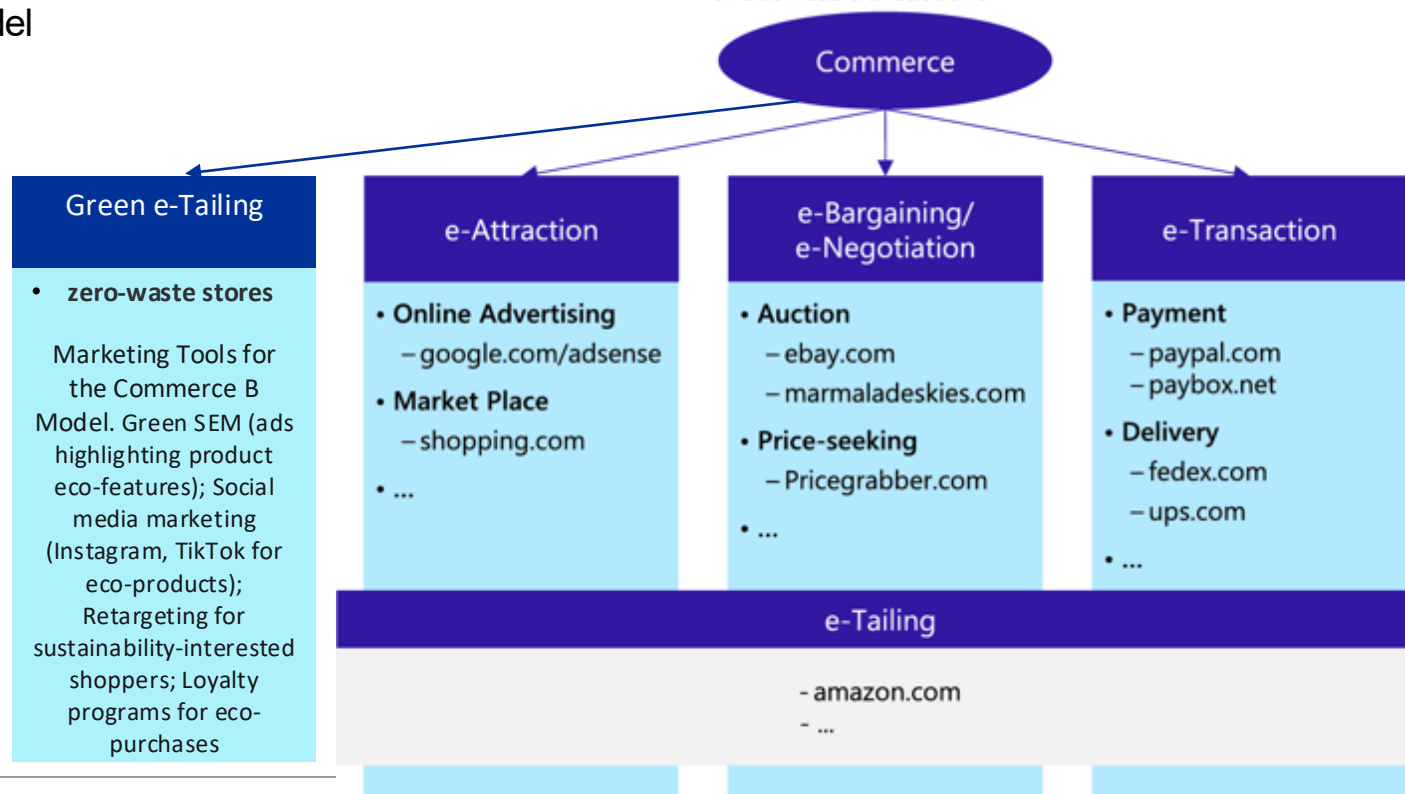 Commerce
Green e-Tailing
• zero-waste stores
Marketing Tools for
the Commerce B
Model. Green SEM (ads
highlighting product
eco-features); Social
media marketing
(Instagram, TikTok for
eco-products);
Retargeting for
sustainability-interested
shoppers; Loyalty
programs for eco-
purchases
e-Attraction
• Online Advertising
– google.com/adsense
• Market Place
– shopping.com
• ...
e-Bargaining/
e-Negotiation
• Auction
– ebay.com
– marmaladeskies.com
• Price-seeking
– Pricegrabber.com
• ...
e-Transaction
• Payment
– paypal.com
– paybox.net
• Delivery
– fedex.com
– ups.com
• ...
e-Tailing
- amazon.com
- ...